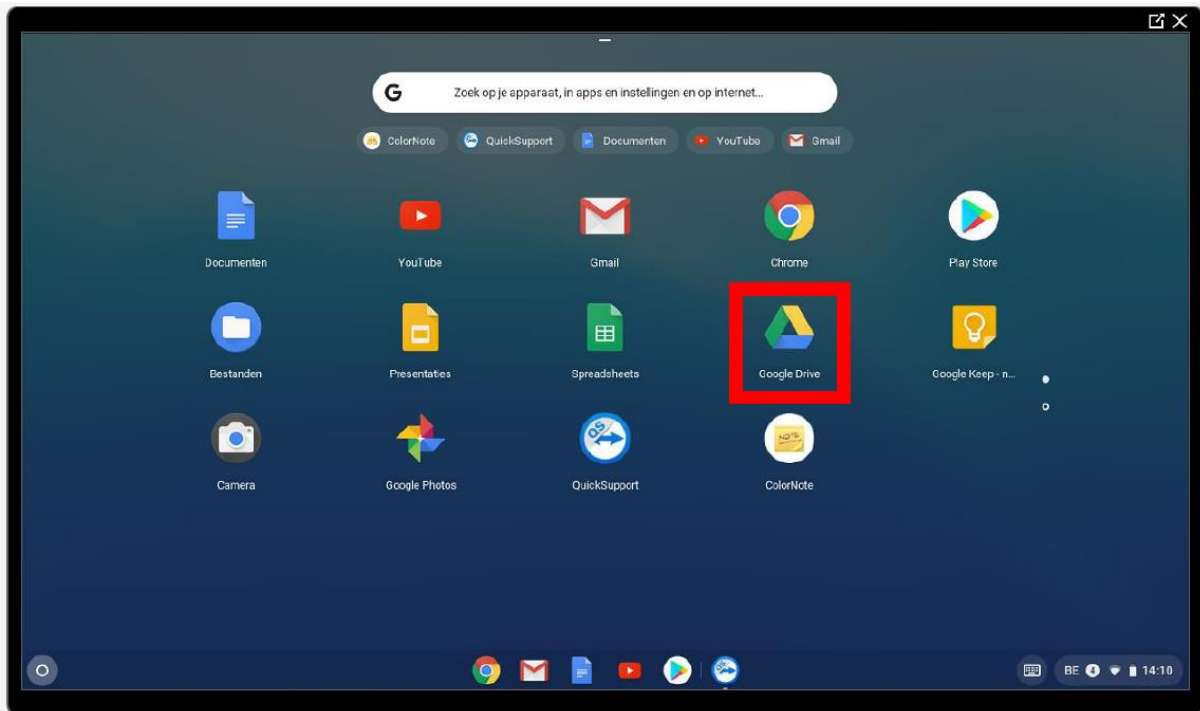 G Zoek op je apparaat, in apps en instellingen en op internet...
ColorNote QuickSupport Documenten YouTube Gmail
Documenten YouTube Gmail Chrome Play Store
Bestanden Presentaties Spreadsheets Google Drive Google Keep - n...
Camera Google Photos QuickSupport ColorNote
BE 4 14:10